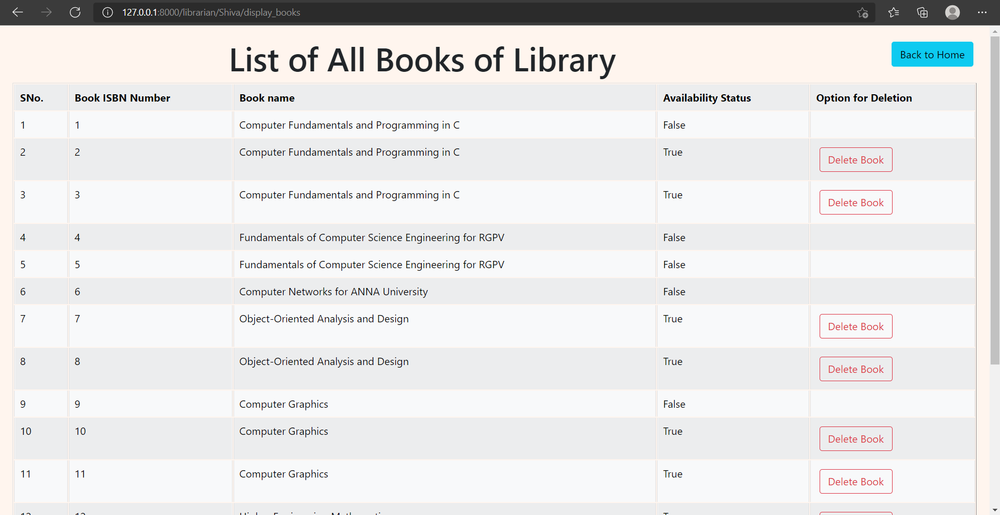 127.0.0.1:8000/librarian/Shiva/display_books
List of All Books of Library
Back to Home
SNo. Book ISBN Number Book name Availability Status Option for Deletion
1 1 Computer Fundamentals and Programming in C False
2 2 Computer Fundamentals and Programming in C True Delete Book
3 3 Computer Fundamentals and Programming in C True Delete Book
4 4 Fundamentals of Computer Science Engineering for RGPV False
5 5 Fundamentals of Computer Science Engineering for RGPV False
6 6 Computer Networks for ANNA University False
7 7 Object-Oriented Analysis and Design True Delete Book
8 8 Object-Oriented Analysis and Design True Delete Book
9 9 Computer Graphics False
10 10 Computer Graphics True Delete Book
11 11 Computer Graphics True Delete Book